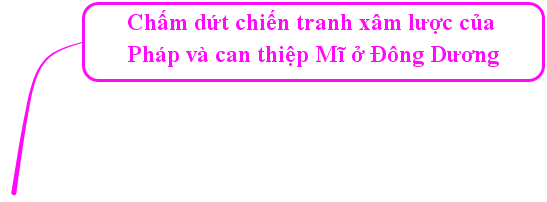 Chấm dứt chiến tranh xâm lược của
Pháp và can thiệp Mĩ ở Đông Dương